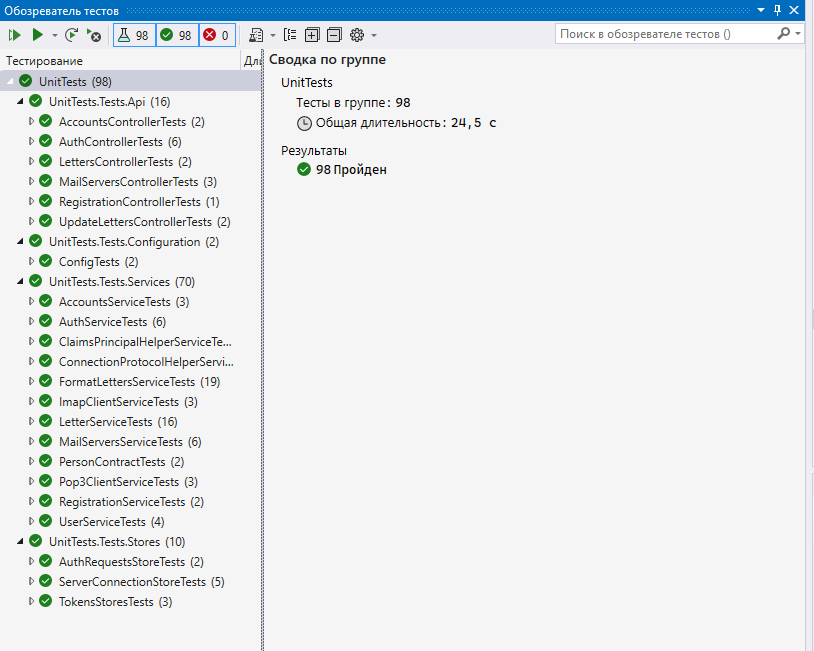 Обозреватель тестов
98 98 0
Поиск в обозревателе тестов ()
Тестирование
Дли
UnitTests (98)
UnitTests.Tests.Api (16)
AccountsControllerTests (2)
AuthControllerTests (6)
LettersControllerTests (2)
MailServersControllerTests (3)
RegistrationControllerTests (1)
UpdateLettersControllerTests (2)
UnitTests.Tests.Configuration (2)
ConfigTests (2)
UnitTests.Tests.Services (70)
AccountsServiceTests (3)
AuthServiceTests (6)
ClaimsPrincipalHelperServiceTe...
ConnectionProtocolHelperServi...
FormatLettersServiceTests (19)
ImapClientServiceTests (3)
LetterServiceTests (16)
MailServersServiceTests (6)
PersonContractTests (2)
Pop3ClientServiceTests (3)
RegistrationServiceTests (2)
UserServiceTests (4)
UnitTests.Tests.Stores (10)
AuthRequestsStoreTests (2)
ServerConnectionStoreTests (5)
TokensStoresTests (3)
Сводка по группе
UnitTests
Тесты в группе: 98
Общая длительность: 24,5 с
Результаты
98 Пройден